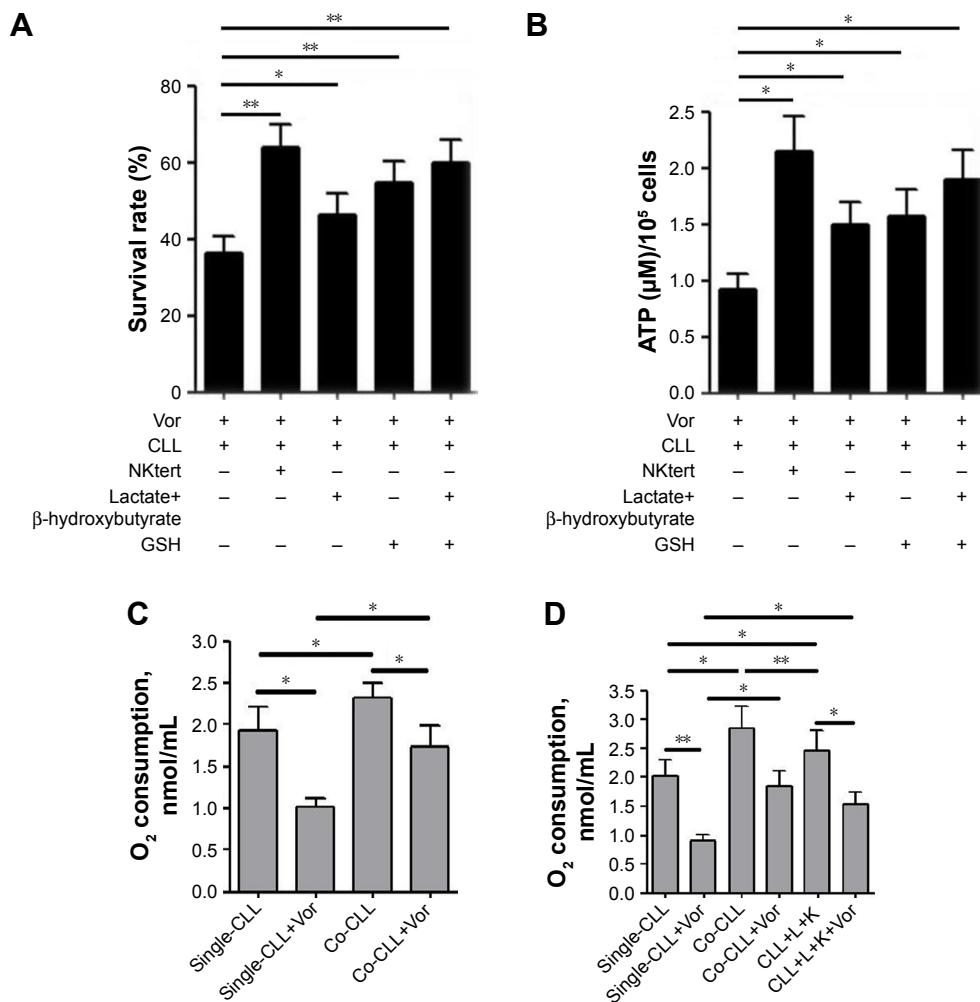 A
**
**
*
**
Survival rate (%)
80
60
40
20
0
Vor + + + + +
CLL + + + + +
NKtert – + – – –
Lactate+ – – + – +
β-hydroxybutyrate
GSH – – – + +
B
*
*
*
*
ATP (μM)/10⁵ cells
2.5
2.0
1.5
1.0
0.5
0.0
Vor + + + + +
CLL + + + + +
NKtert – + – – –
Lactate+ – – + – +
β-hydroxybutyrate
GSH – – – + +
C
*
*
* *
O₂ consumption,
nmol/mL
3.0
2.5
2.0
1.5
1.0
0.5
0.0
Single-CLL
Single-CLL+Vor
Co-CLL
Co-CLL+Vor
D
*
*
* **
* *
**
O₂ consumption,
nmol/mL
3.5
3.0
2.5
2.0
1.5
1.0
0.5
0.0
Single-CLL
Single-CLL+Vor
Co-CLL
Co-CLL+Vor
CLL+L+K
CLL+L+K+Vor